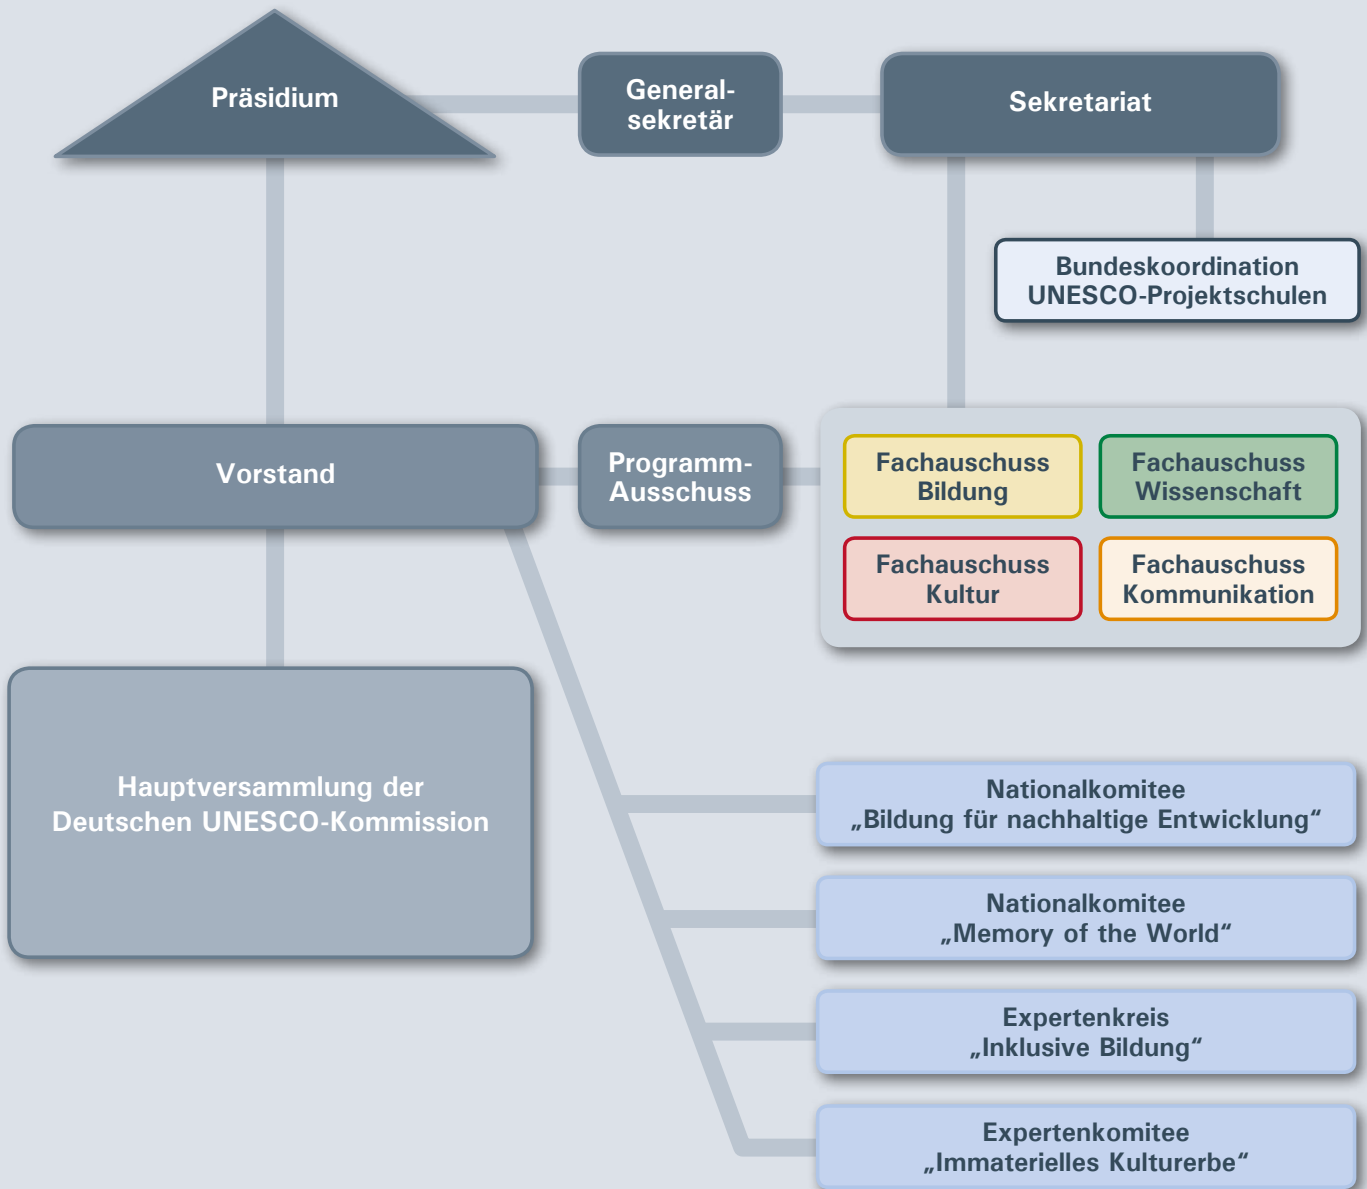 Präsidium
General-
sekretär
Sekretariat
Bundeskoordination
UNESCO-Projektschulen
Vorstand
Programm-
Ausschuss
Fachauschuss
Bildung
Fachauschuss
Wissenschaft
Fachauschuss
Kultur
Fachauschuss
Kommunikation
Hauptversammlung der
Deutschen UNESCO-Kommission
Nationalkomitee
„Bildung für nachhaltige Entwicklung“
Nationalkomitee
„Memory of the World“
Expertenkreis
„Inklusive Bildung“
Expertenkomitee
„Immaterielles Kulturerbe“